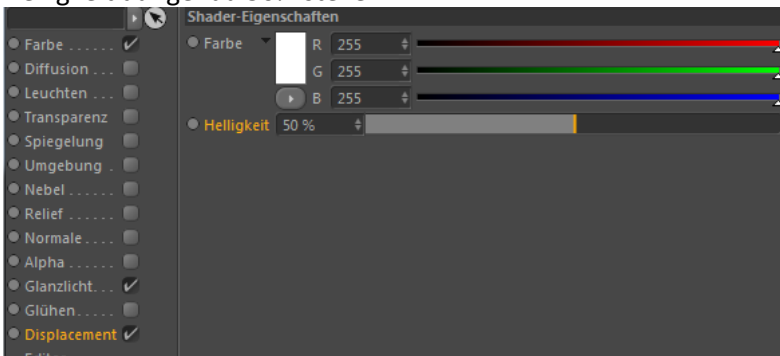 Shader-Eigenschaften
Farbe ......
Diffusion ...
Leuchten ...
Transparenz
Spiegelung
Umgebung .
Nebel ......
Relief ......
Normale ....
Alpha ......
Glanzlicht...
Glühen .....
Displacement
Farbe R 255
G 255
B 255
Helligkeit 50 %